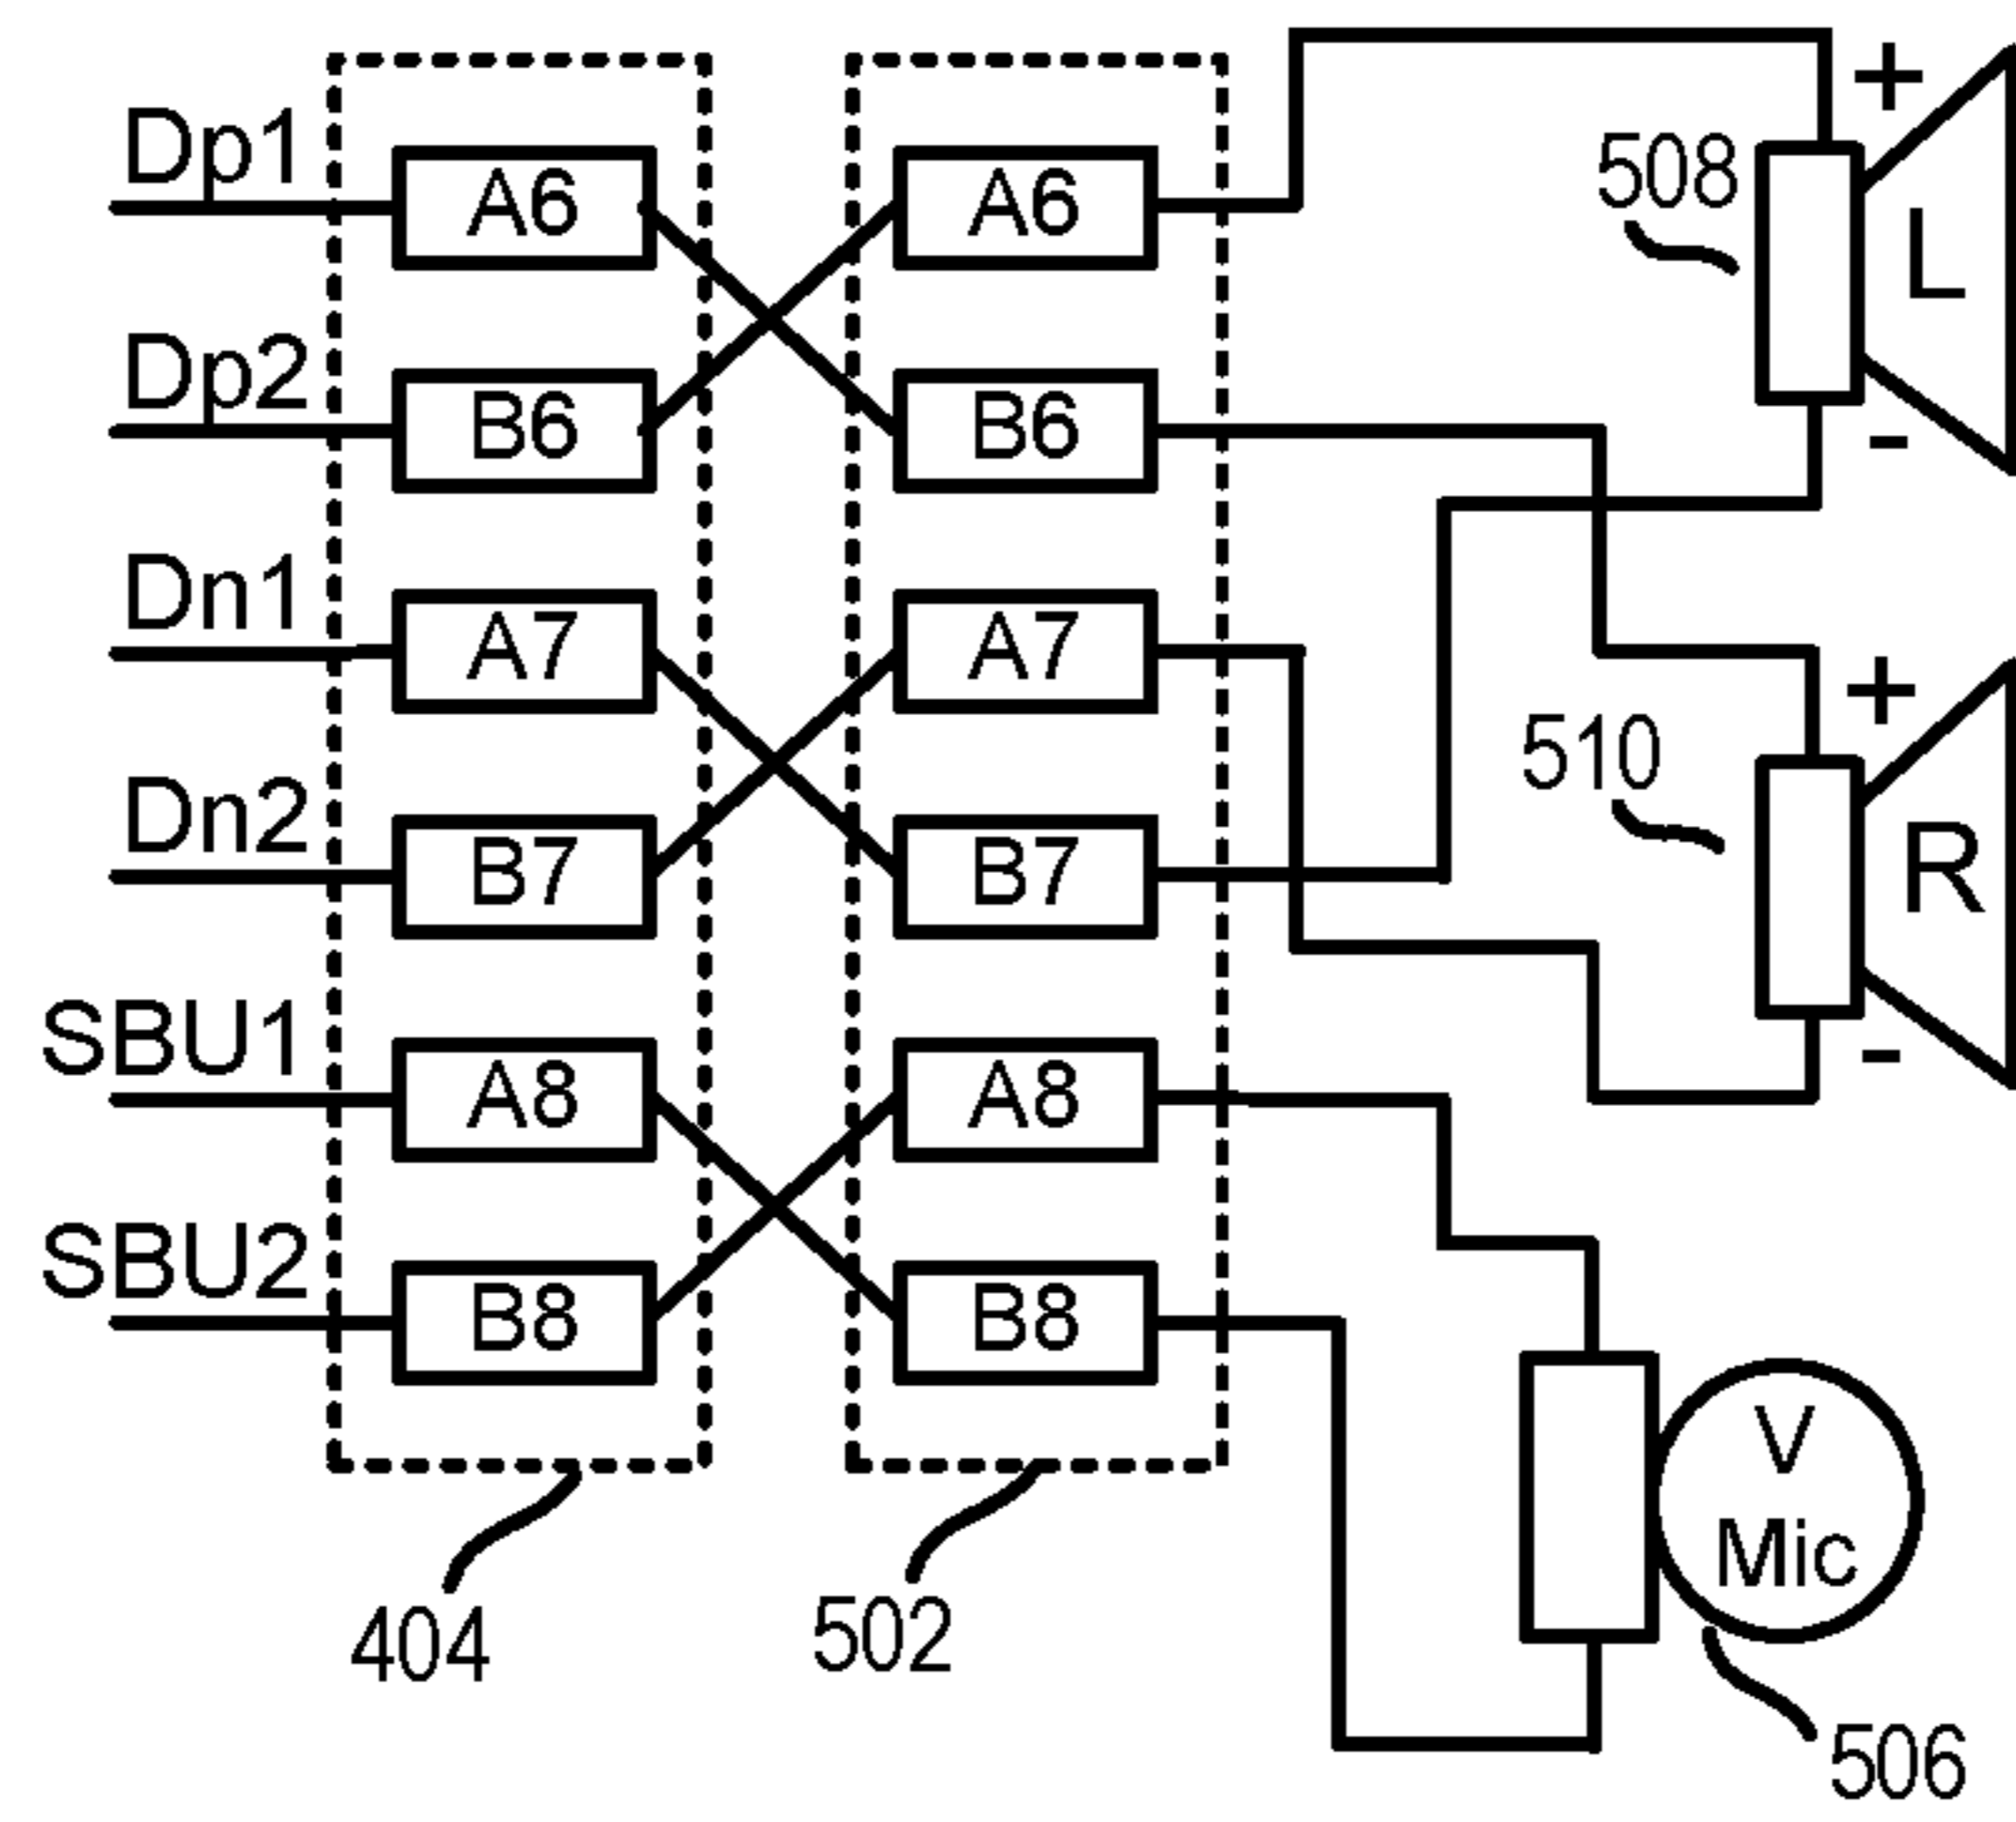 Dp1
A6
A6
+
508
L
Dp2
B6
B6
-
Dn1
A7
A7
+
510
Dn2
B7
B7
R
SBU1
A8
A8
-
SBU2
B8
B8
V
Mic
404
502
506